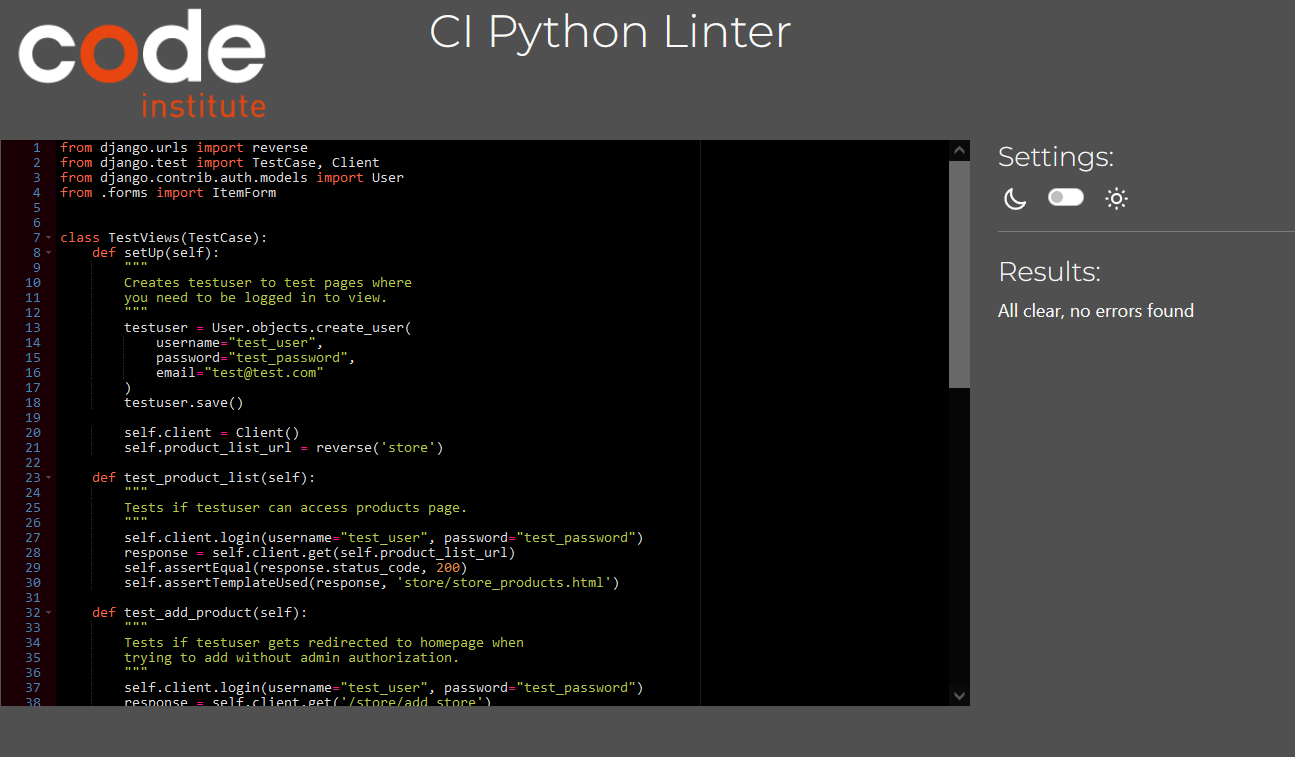 code
institute
CI Python Linter
1 from django.urls import reverse
2 from django.test import TestCase, Client
3 from django.contrib.auth.models import User
4 from .forms import ItemForm
5
6
7 class TestViews(TestCase):
8     def setUp(self):
9         """
10         Creates testuser to test pages where
11         you need to be logged in to view.
12         """
13         testuser = User.objects.create_user(
14             username="test_user",
15             password="test_password",
16             email="test@test.com"
17         )
18         testuser.save()
19
20         self.client = Client()
21         self.product_list_url = reverse('store')
22
23     def test_product_list(self):
24         """
25         Tests if testuser can access products page.
26         """
27         self.client.login(username="test_user", password="test_password")
28         response = self.client.get(self.product_list_url)
29         self.assertEqual(response.status_code, 200)
30         self.assertTemplateUsed(response, 'store/store_products.html')
31
32     def test_add_product(self):
33         """
34         Tests if testuser gets redirected to homepage when
35         trying to add without admin authorization.
36         """
37         self.client.login(username="test_user", password="test_password")
38         response = self.client.get('/store/add_store')
Settings:
Results:
All clear, no errors found